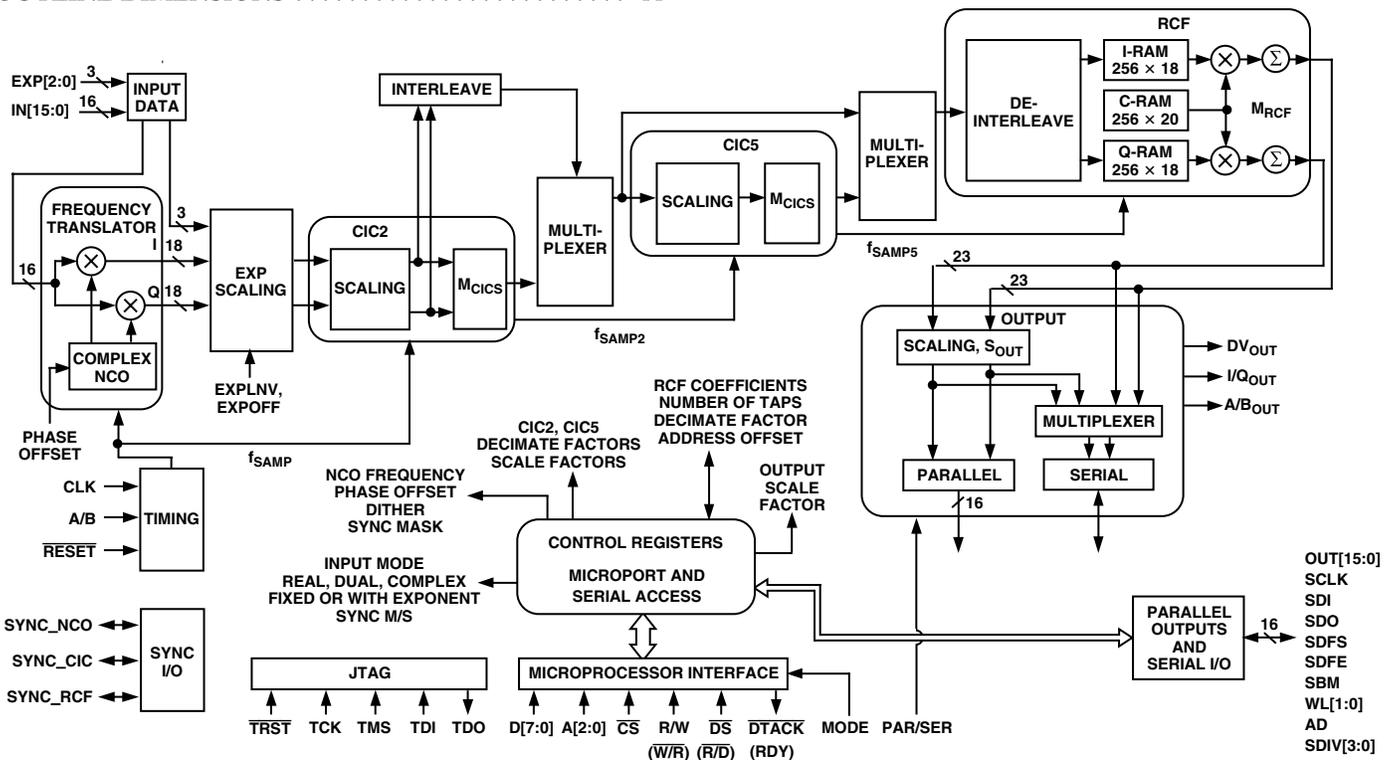 RCF
EXP[2:0]
3
IN[15:0]
16
INPUT
DATA
INTERLEAVE
DE-
INTERLEAVE
I-RAM
256 × 18
C-RAM
256 × 20
Q-RAM
256 × 18
×
Σ
MRCF
×
Σ
MULTI-
PLEXER
CIC5
SCALING
MCICS
FREQUENCY
TRANSLATOR
3
I
18
16
×
Q
18
×
COMPLEX
NCO
PHASE
OFFSET
EXP
SCALING
EXPLNV,
EXPOFF
CIC2
SCALING
MCICS
MULTI-
PLEXER
fSAMP5
fSAMP2
fSAMP
23
23
OUTPUT
SCALING, SOUT
MULTIPLEXER
PARALLEL
SERIAL
16
DVOUT
I/QOUT
A/BOUT
CLK
A/B
RESET
TIMING
NCO FREQUENCY
PHASE OFFSET
DITHER
SYNC MASK
CIC2, CIC5
DECIMATE FACTORS
SCALE FACTORS
RCF COEFFICIENTS
NUMBER OF TAPS
DECIMATE FACTOR
ADDRESS OFFSET
OUTPUT
SCALE
FACTOR
INPUT MODE
REAL, DUAL, COMPLEX
FIXED OR WITH EXPONENT
SYNC M/S
CONTROL REGISTERS
MICROPORT AND
SERIAL ACCESS
SYNC_NCO
SYNC_CIC
SYNC_RCF
SYNC
I/O
JTAG
TRST
TCK
TMS
TDI
TDO
MICROPROCESSOR INTERFACE
D[7:0]
A[2:0]
CS
R/W
(W/R)
DS
(R/D)
DTACK
(RDY)
MODE
PAR/SER
PARALLEL
OUTPUTS
AND
SERIAL I/O
16
OUT[15:0]
SCLK
SDI
SDO
SDFS
SDFE
SBM
WL[1:0]
AD
SDIV[3:0]